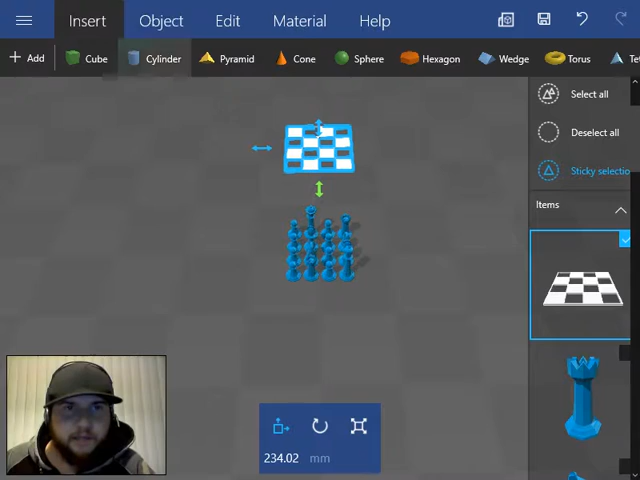 Insert Object Edit Material Help
Add Cube Cylinder Pyramid Cone Sphere Hexagon Wedge Torus Te
Select all
Deselect all
Sticky selectio
Items
234.02 mm